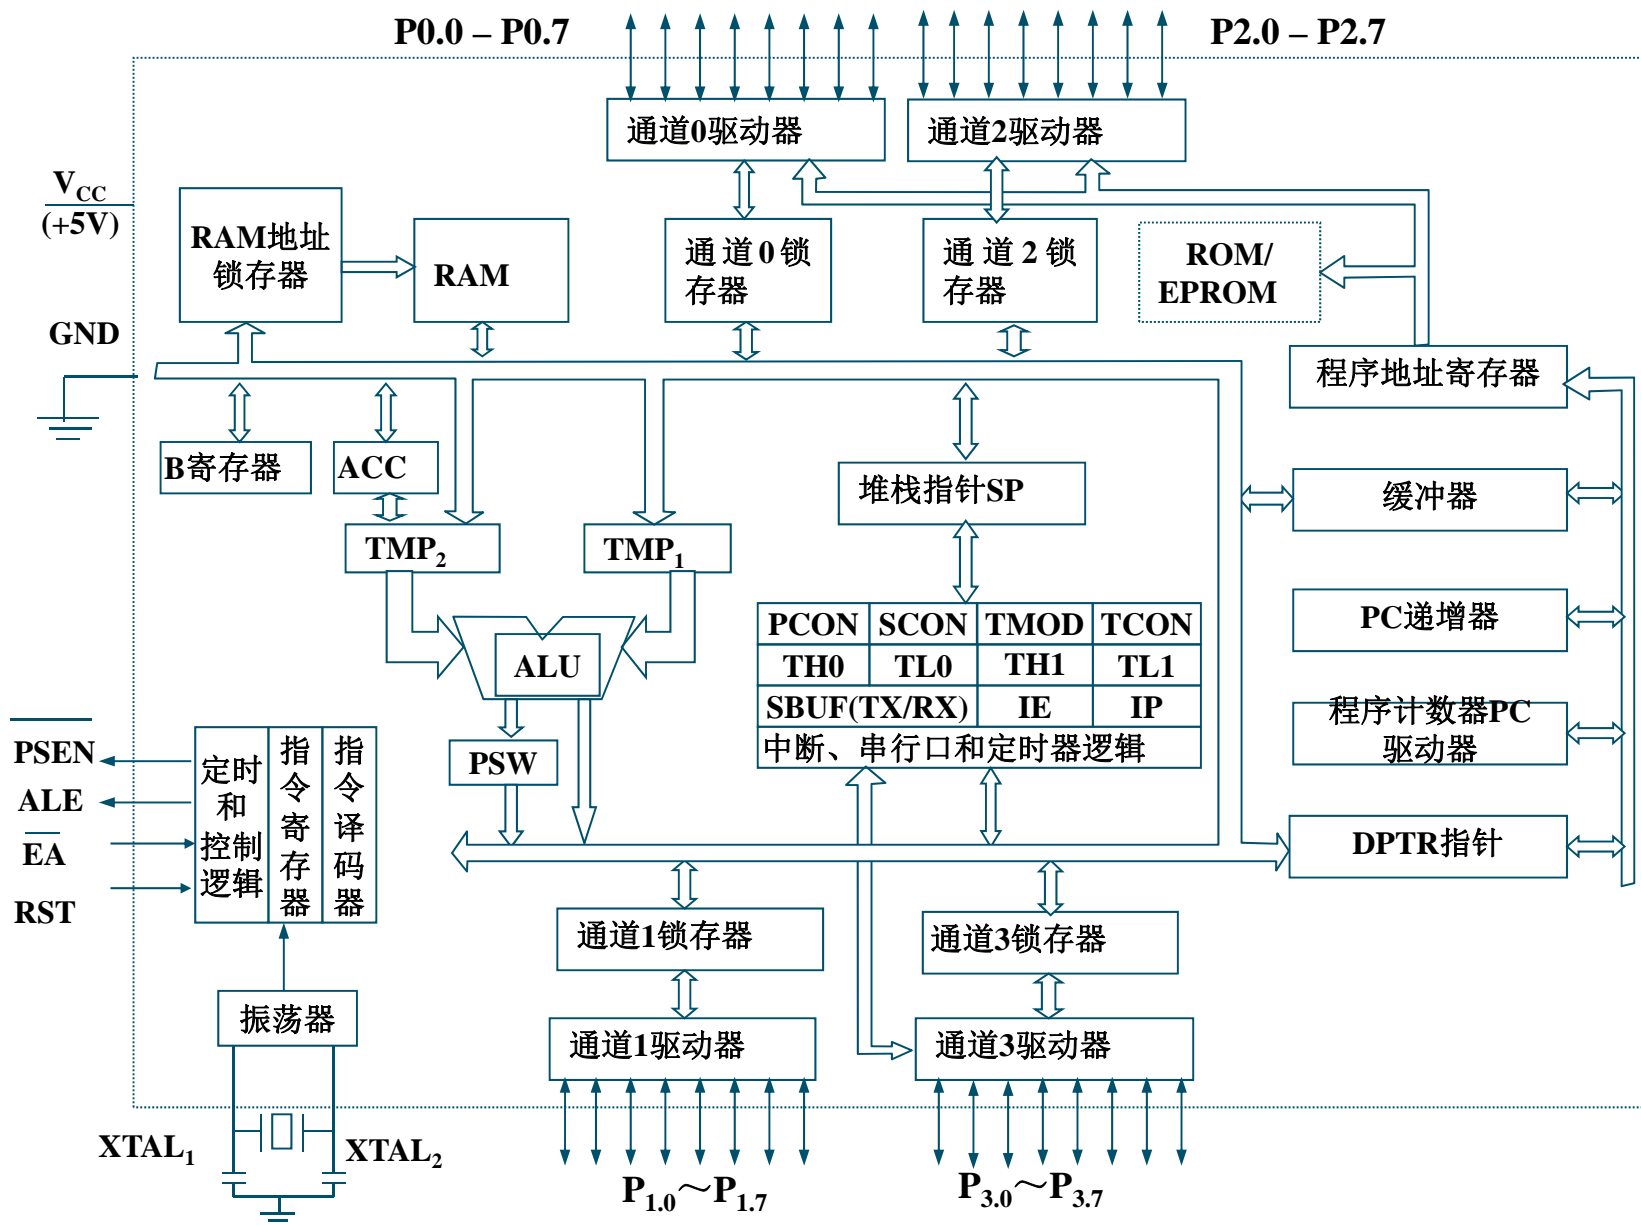 P0.0 – P0.7
P2.0 – P2.7
通道0驱动器
通道2驱动器
V_CC
(+5V)
RAM地址
锁存器
RAM
通道0锁
存器
通道2锁
存器
ROM/
EPROM
GND
程序地址寄存器
B寄存器
ACC
堆栈指针SP
缓冲器
TMP₂
TMP₁
PCON SCON TMOD TCON
PC递增器
ALU
TH0 TL0 TH1 TL1
SBUF(TX/RX) IE IP
程序计数器PC
驱动器
中断、串行口和定时器逻辑
PSW
PSEN
ALE
EA
RST
定时
和
控制
逻辑
指令寄存器
指令译码器
DPTR指针
通道1锁存器
通道3锁存器
振荡器
通道1驱动器
通道3驱动器
XTAL₁
XTAL₂
P₁.₀～P₁.₇
P₃.₀～P₃.₇